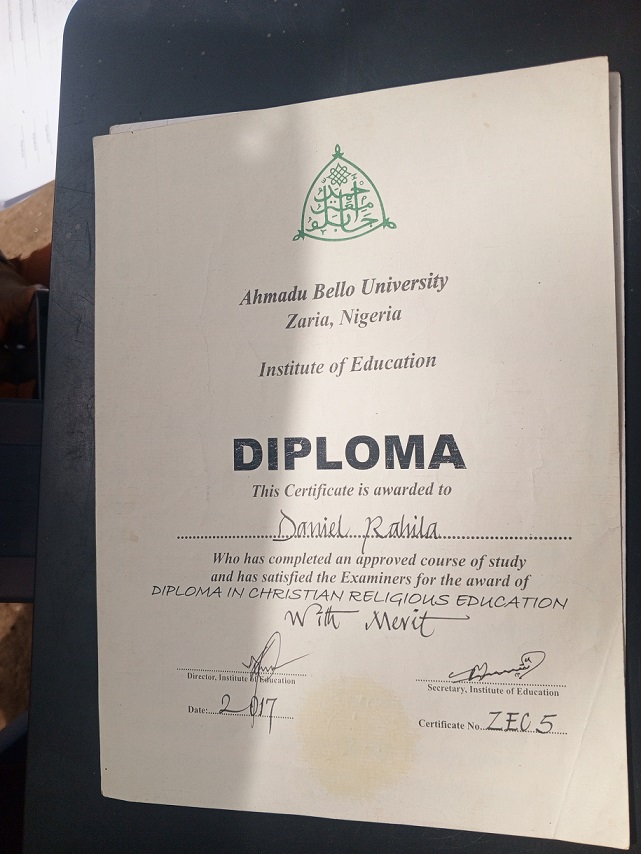 Ahmadu Bello University
Zaria, Nigeria
Institute of Education
DIPLOMA
This Certificate is awarded to
Daniel Rahila
Who has completed an approved course of study
and has satisfied the Examiners for the award of
DIPLOMA IN CHRISTIAN RELIGIOUS EDUCATION
With Merit
Director, Institute of Education
Secretary, Institute of Education
Date: 2017
Certificate No. ZEC 5